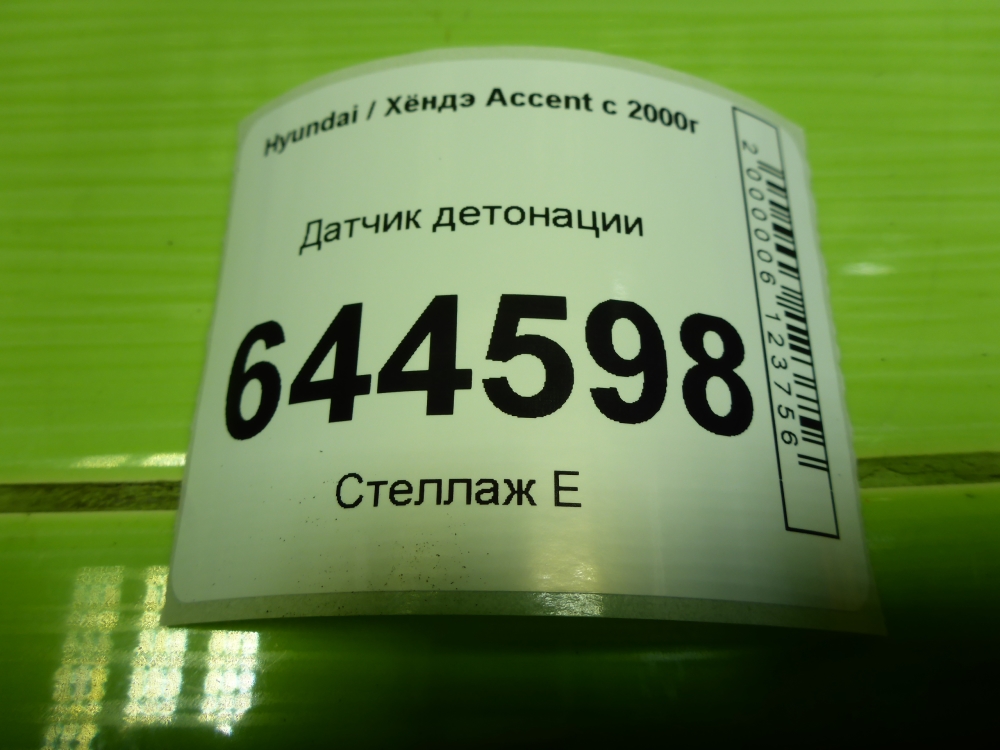 Hyundai / Хёндэ Accent с 2000г
Датчик детонации
644598
Стеллаж Е
2000006123756